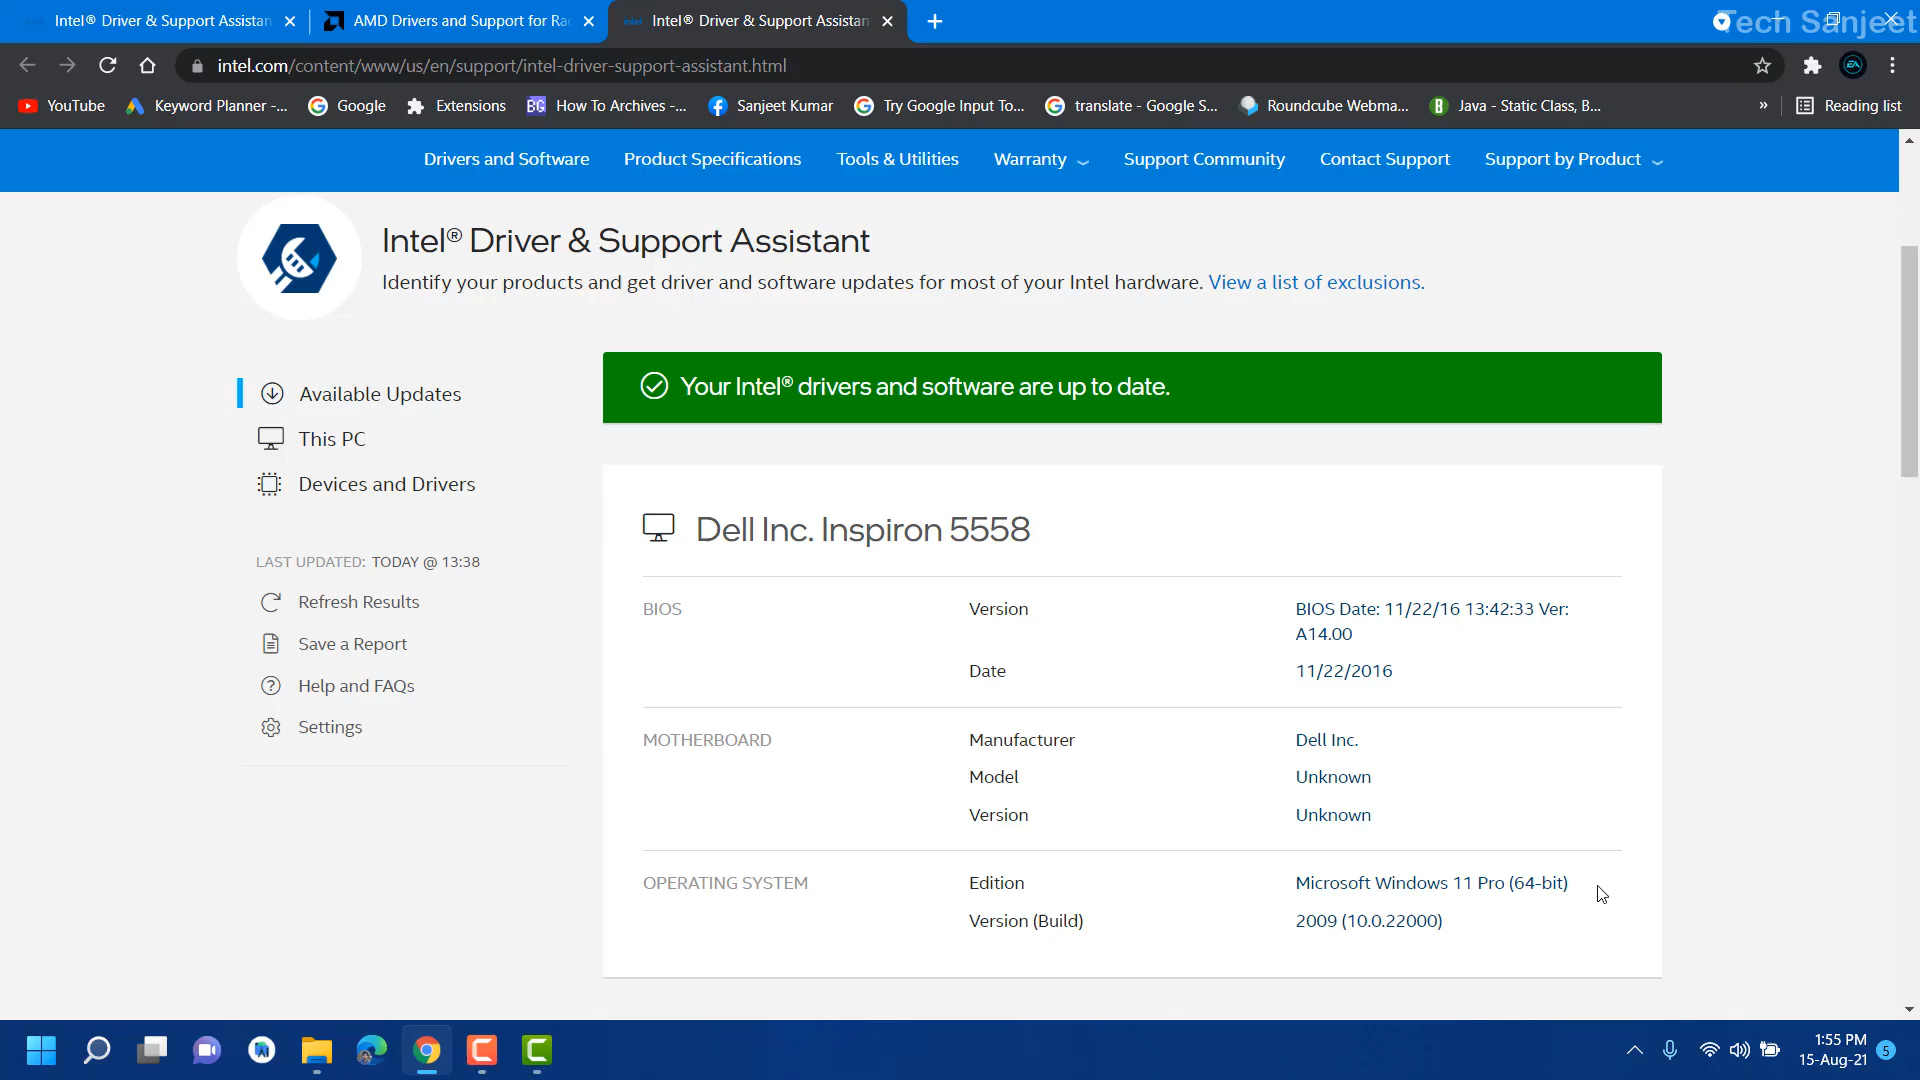 Intel® Driver & Support Assistan
AMD Drivers and Support for Ra
intel Intel® Driver & Support Assistan
Tech Sanjeet
intel.com/content/www/us/en/support/intel-driver-support-assistant.html
YouTube
Keyword Planner -...
Google
Extensions
How To Archives -...
Sanjeet Kumar
Try Google Input To...
translate - Google S...
Roundcube Webma...
Java - Static Class, B...
»
Reading list
Drivers and Software
Product Specifications
Tools & Utilities
Warranty
Support Community
Contact Support
Support by Product
Intel® Driver & Support Assistant
Identify your products and get driver and software updates for most of your Intel hardware. View a list of exclusions.
Available Updates
This PC
Devices and Drivers
LAST UPDATED: TODAY @ 13:38
Refresh Results
Save a Report
Help and FAQs
Settings
Your Intel® drivers and software are up to date.
Dell Inc. Inspiron 5558
BIOS Version BIOS Date: 11/22/16 13:42:33 Ver:
A14.00
Date 11/22/2016
MOTHERBOARD Manufacturer Dell Inc.
Model Unknown
Version Unknown
OPERATING SYSTEM Edition Microsoft Windows 11 Pro (64-bit)
Version (Build) 2009 (10.0.22000)
1:55 PM
15-Aug-21
5